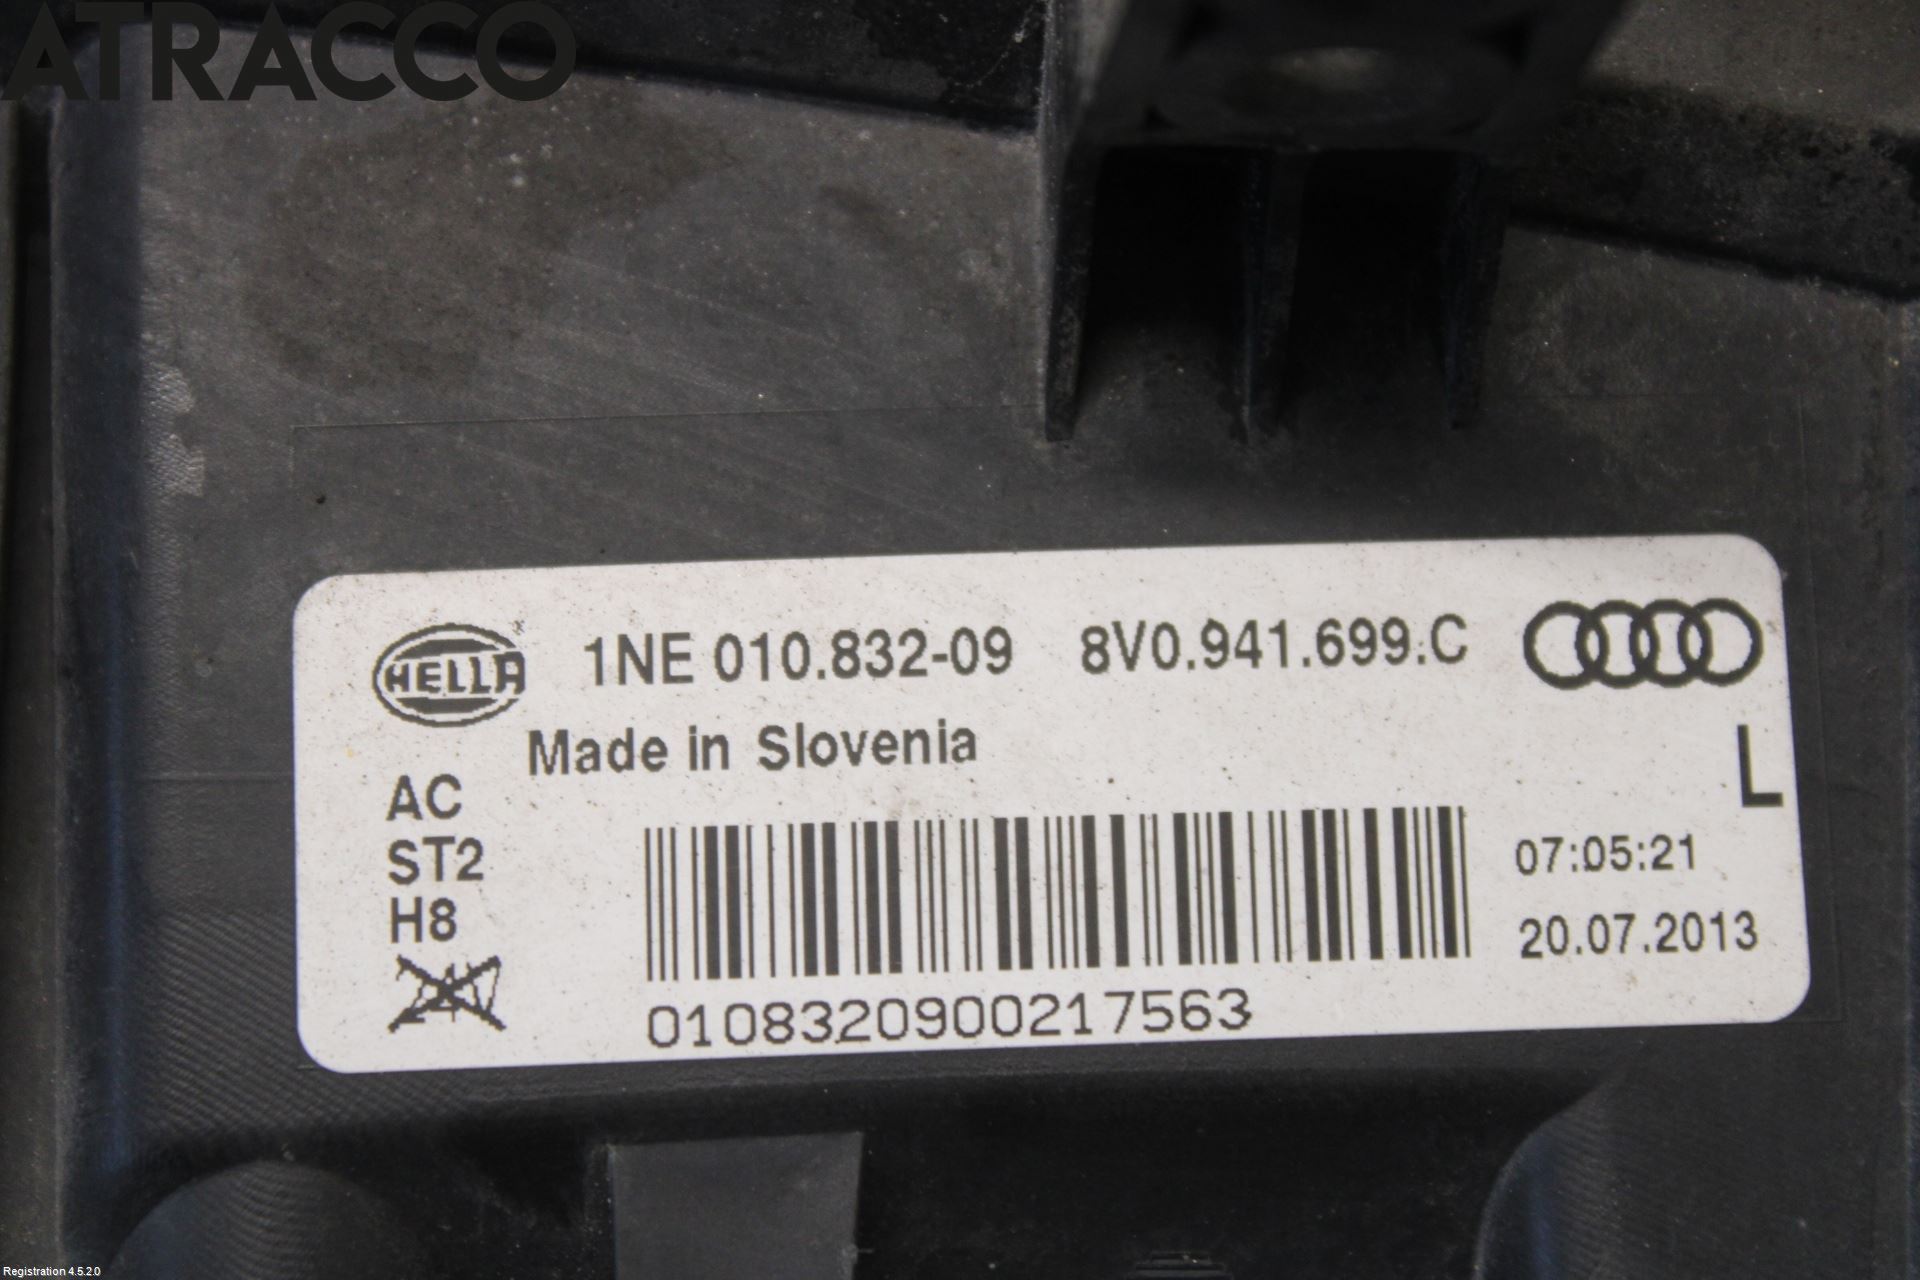 ATRACCO
HELLA 1NE 010.832-09 8V0.941.699.C
Made in Slovenia
L
AC
ST2
H8
07:05:21
20.07.2013
0108320900217563
Registration 4.5.2.0